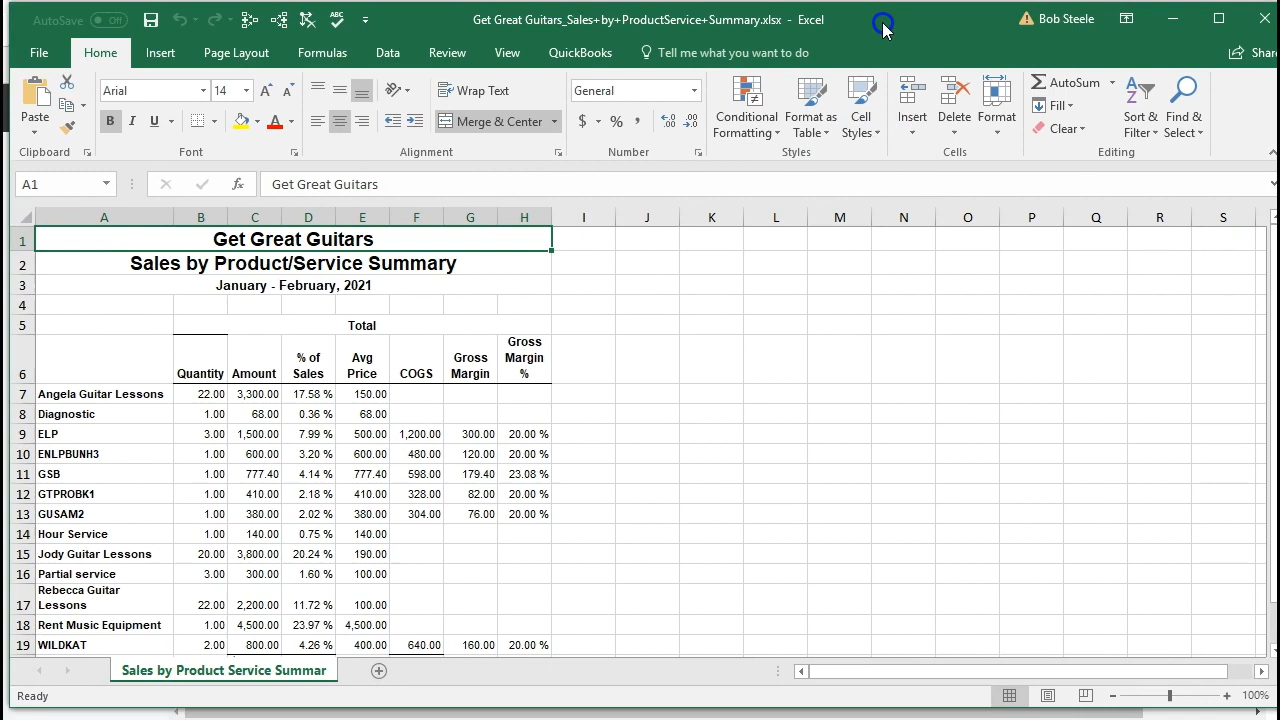 AutoSave Off Get Great Guitars_Sales+by+ProductService+Summary.xlsx - Excel Bob Steele
File Home Insert Page Layout Formulas Data Review View QuickBooks Tell me what you want to do Share
Paste Arial 14 Wrap Text General Conditional Formatting Format as Table Cell Styles Insert Delete Format AutoSum Sort & Filter Find & Select
B I U Merge & Center $ % , Fill Clear
Clipboard Font Alignment Number Styles Cells Editing
A1 fx Get Great Guitars
A B C D E F G H I J K L M N O P Q R S
1 Get Great Guitars
2 Sales by Product/Service Summary
3 January - February, 2021
4
5 Total
6 Quantity Amount % of Sales Avg Price COGS Gross Margin Gross Margin %
7 Angela Guitar Lessons 22.00 3,300.00 17.58 % 150.00
8 Diagnostic 1.00 68.00 0.36 % 68.00
9 ELP 3.00 1,500.00 7.99 % 500.00 1,200.00 300.00 20.00 %
10 ENLPBUNH3 1.00 600.00 3.20 % 600.00 480.00 120.00 20.00 %
11 GSB 1.00 777.40 4.14 % 777.40 598.00 179.40 23.08 %
12 GTPROBK1 1.00 410.00 2.18 % 410.00 328.00 82.00 20.00 %
13 GUSAM2 1.00 380.00 2.02 % 380.00 304.00 76.00 20.00 %
14 Hour Service 1.00 140.00 0.75 % 140.00
15 Jody Guitar Lessons 20.00 3,800.00 20.24 % 190.00
16 Partial service 3.00 300.00 1.60 % 100.00
17 Rebecca Guitar Lessons 22.00 2,200.00 11.72 % 100.00
18 Rent Music Equipment 1.00 4,500.00 23.97 % 4,500.00
19 WILDKAT 2.00 800.00 4.26 % 400.00 640.00 160.00 20.00 %
Sales by Product Service Summar
Ready 100%